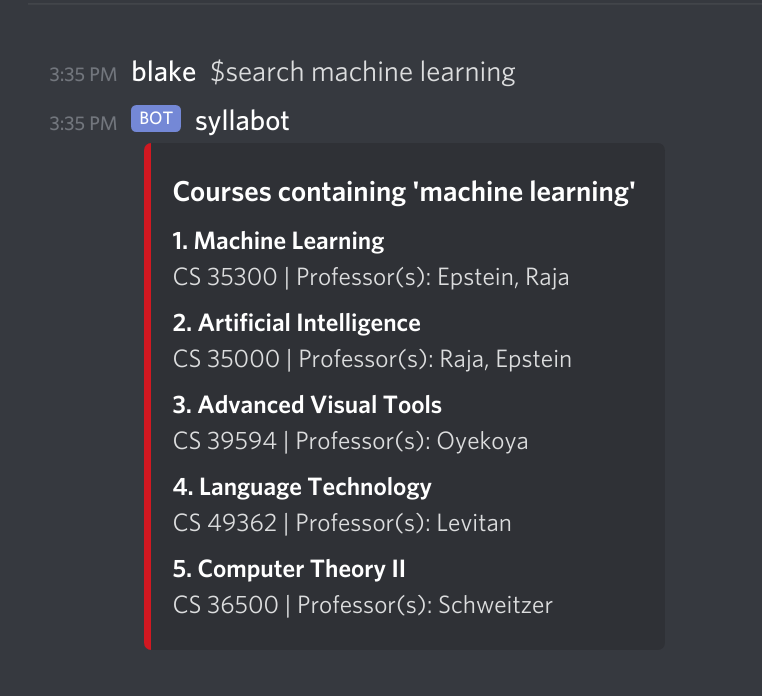 3:35 PM blake $search machine learning
3:35 PM BOT syllabot
Courses containing 'machine learning'
1. Machine Learning
CS 35300 | Professor(s): Epstein, Raja
2. Artificial Intelligence
CS 35000 | Professor(s): Raja, Epstein
3. Advanced Visual Tools
CS 39594 | Professor(s): Oyekoya
4. Language Technology
CS 49362 | Professor(s): Levitan
5. Computer Theory II
CS 36500 | Professor(s): Schweitzer